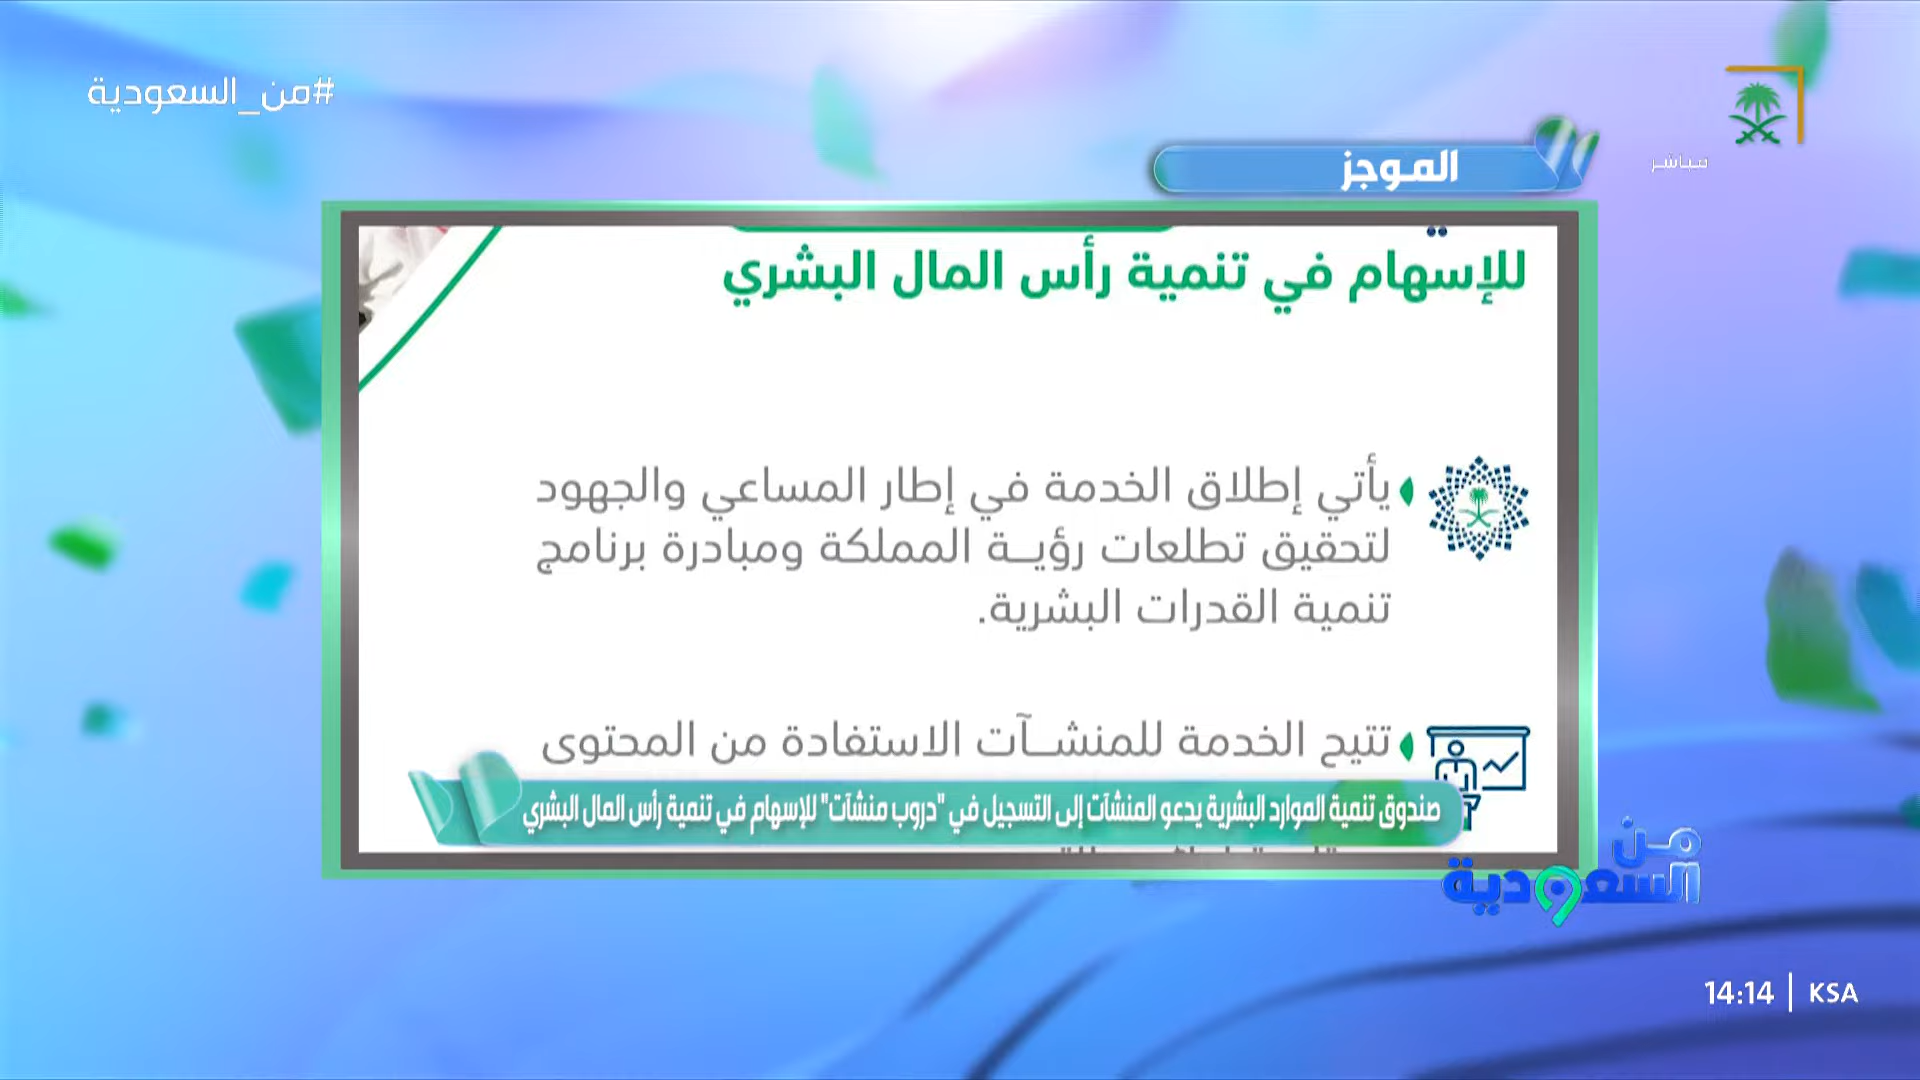 #من_السعودية
مباشر
الموجز
للإسهام في تنمية رأس المال البشري
يأتي إطلاق الخدمة في إطار المساعي والجهود
لتحقيق تطلعات رؤيــة المملكة ومبادرة برنامج
تنمية القدرات البشرية.
تتيح الخدمة للمنشــآت الاستفادة من المحتوى
صندوق تنمية الموارد البشرية يدعو المنشآت إلى التسجيل في "دروب منشآت" للإسهام في تنمية رأس المال البشري
من
السعودية
14:14 | KSA